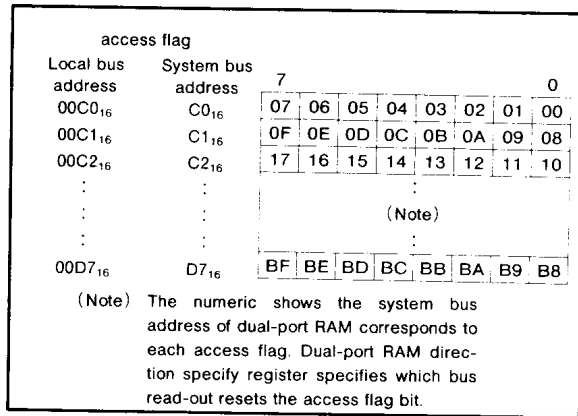 access flag
Local bus address System bus address 7 0
00C0₁₆ C0₁₆ 07 06 05 04 03 02 01 00
00C1₁₆ C1₁₆ 0F 0E 0D 0C 0B 0A 09 08
00C2₁₆ C2₁₆ 17 16 15 14 13 12 11 10
: : :
: : (Note)
: : :
00D7₁₆ D7₁₆ BF BE BD BC BB BA B9 B8
(Note) The numeric shows the system bus
address of dual-port RAM corresponds to
each access flag. Dual-port RAM direc-
tion specify register specifies which bus
read-out resets the access flag bit.